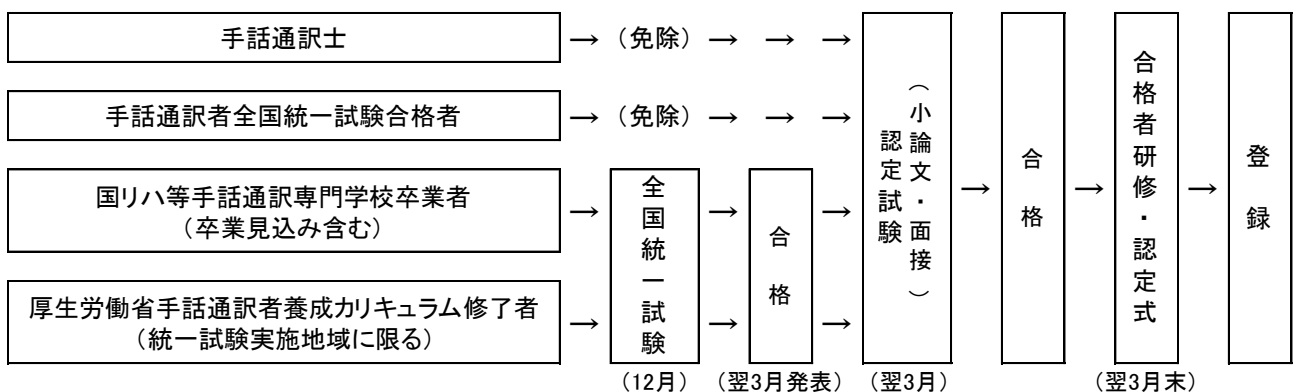 手話通訳士
→ (免除) → → →
手話通訳者全国統一試験合格者
→ (免除) → → →
国リハ等手話通訳専門学校卒業者
(卒業見込み含む)
→ → →
厚生労働省手話通訳者養成カリキュラム修了者
(統一試験実施地域に限る)
→ → →
全国統一試験
(12月)
合格
(翌3月発表)
認定試験
(小論文・面接)
(翌3月)
→
合格
→
合格者研修・認定式
(翌3月末)
→
登録